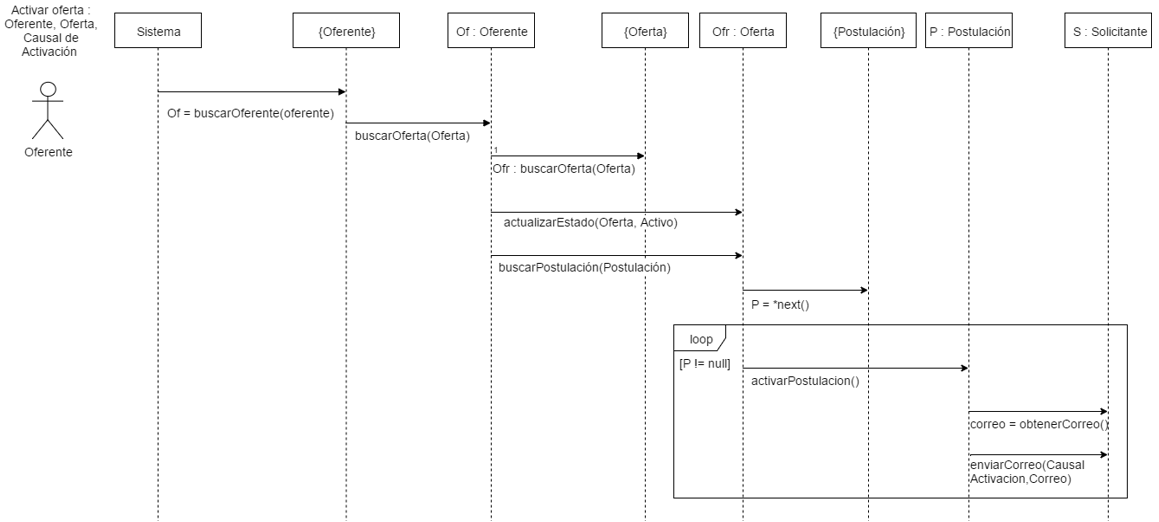 Activar oferta :
Oferente, Oferta,
Causal de
Activación
Oferente
Sistema
{Oferente}
Of : Oferente
{Oferta}
Ofr : Oferta
{Postulación}
P : Postulación
S : Solicitante
Of = buscarOferente(oferente)
buscarOferta(Oferta)
1
Ofr : buscarOferta(Oferta)
actualizarEstado(Oferta, Activo)
buscarPostulación(Postulación)
P = *next()
loop
[P != null]
activarPostulacion()
correo = obtenerCorreo()
enviarCorreo(Causal
Activacion,Correo)